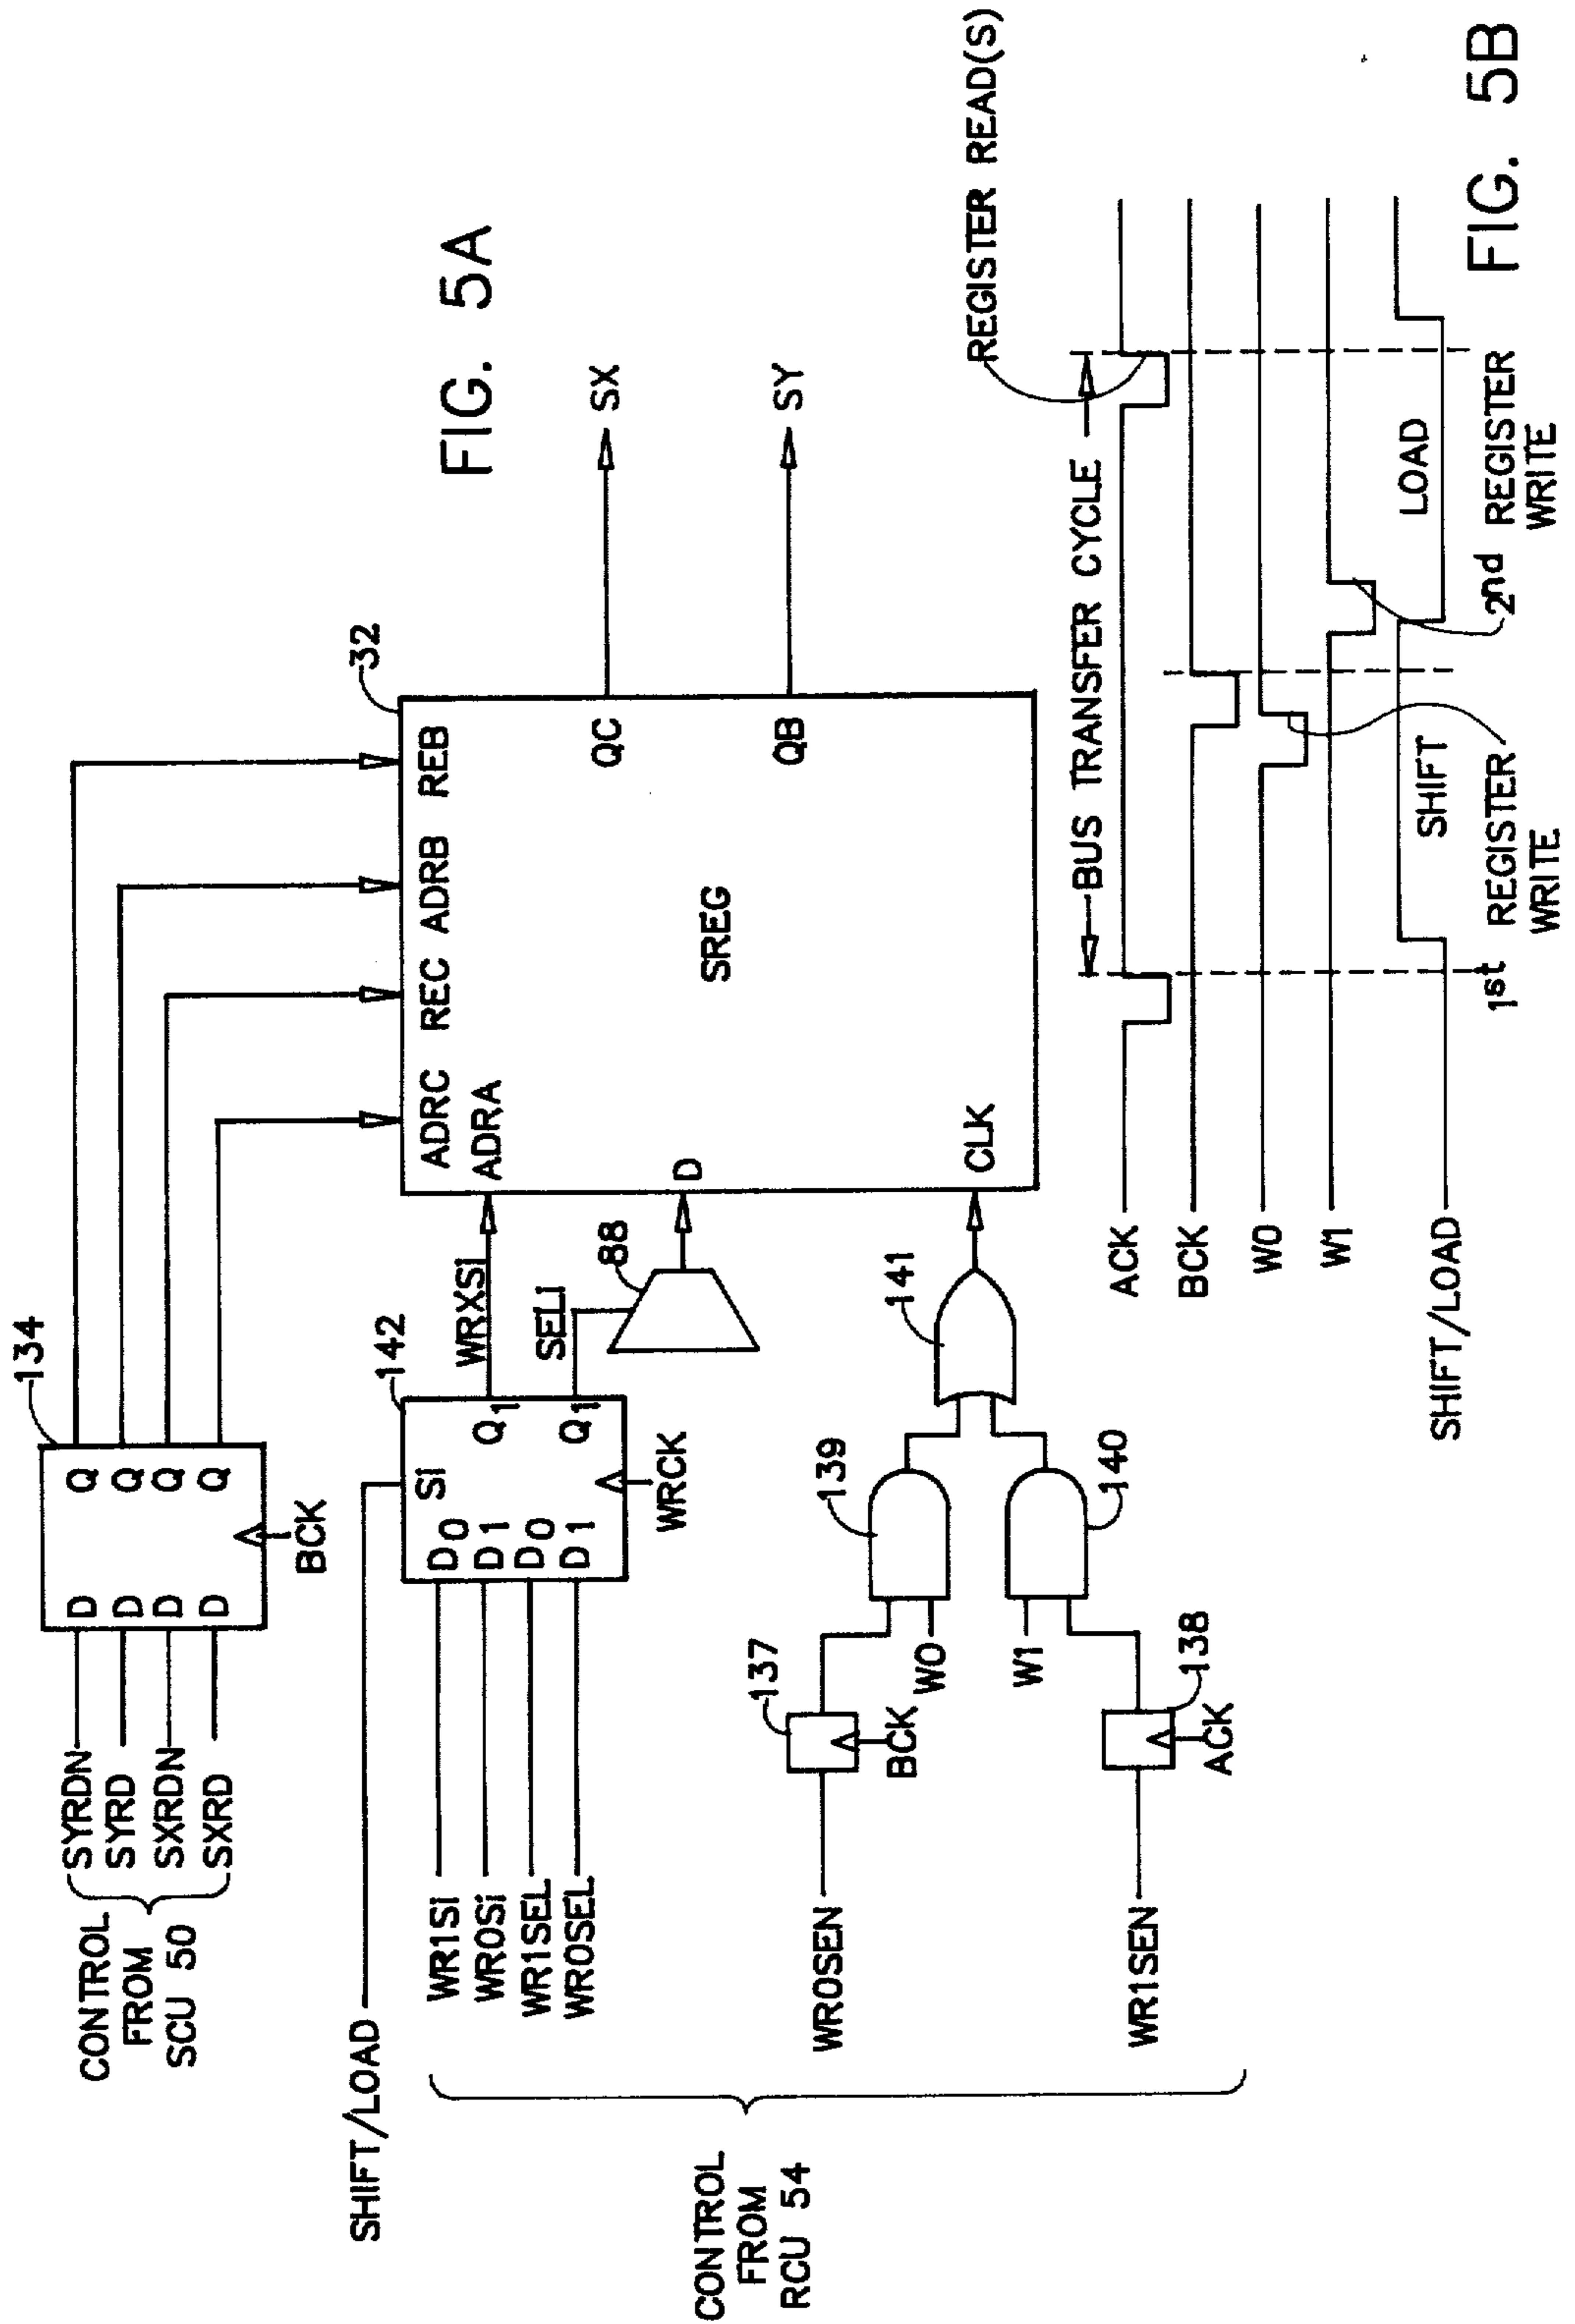 FIG. 5A
134
CONTROL
FROM
SCU 50
SYRDN
SYRD
SXRDN
SXRD
D Q
D Q
D Q
D Q
BCK
32
ADRC REC ADRB REB
ADRA
SREG
D
CLK
QC
QB
SX
SY
SHIFT/LOAD
142
Si
D0
D1
D0
D1
Q1
Q1
WRCK
WRXSi
SELI
88
WR1Si
WR0Si
WR1SEL
WR0SEL
CONTROL
FROM
RCU 54
WR0SEN
WR1SEN
137
BCK
W0
W1
138
ACK
139
140
141
REGISTER READ(S)
BUS TRANSFER CYCLE
ACK
BCK
W0
W1
SHIFT/LOAD
SHIFT
LOAD
1st REGISTER
WRITE
2nd REGISTER
WRITE
FIG. 5B